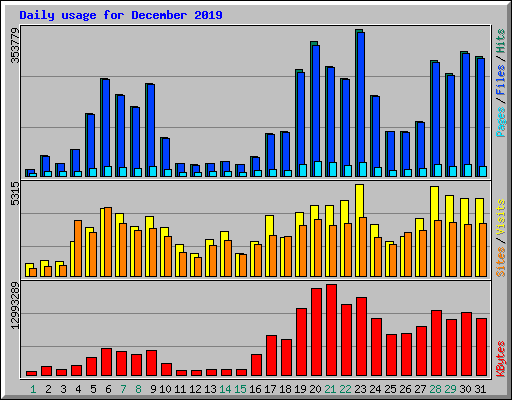 Daily usage for December 2019
353779
Pages / Files / Hits
5315
Sites / Visits
12993289
KBytes
1 2 3 4 5 6 7 8 9 10 11 12 13 14 15 16 17 18 19 20 21 22 23 24 25 26 27 28 29 30 31